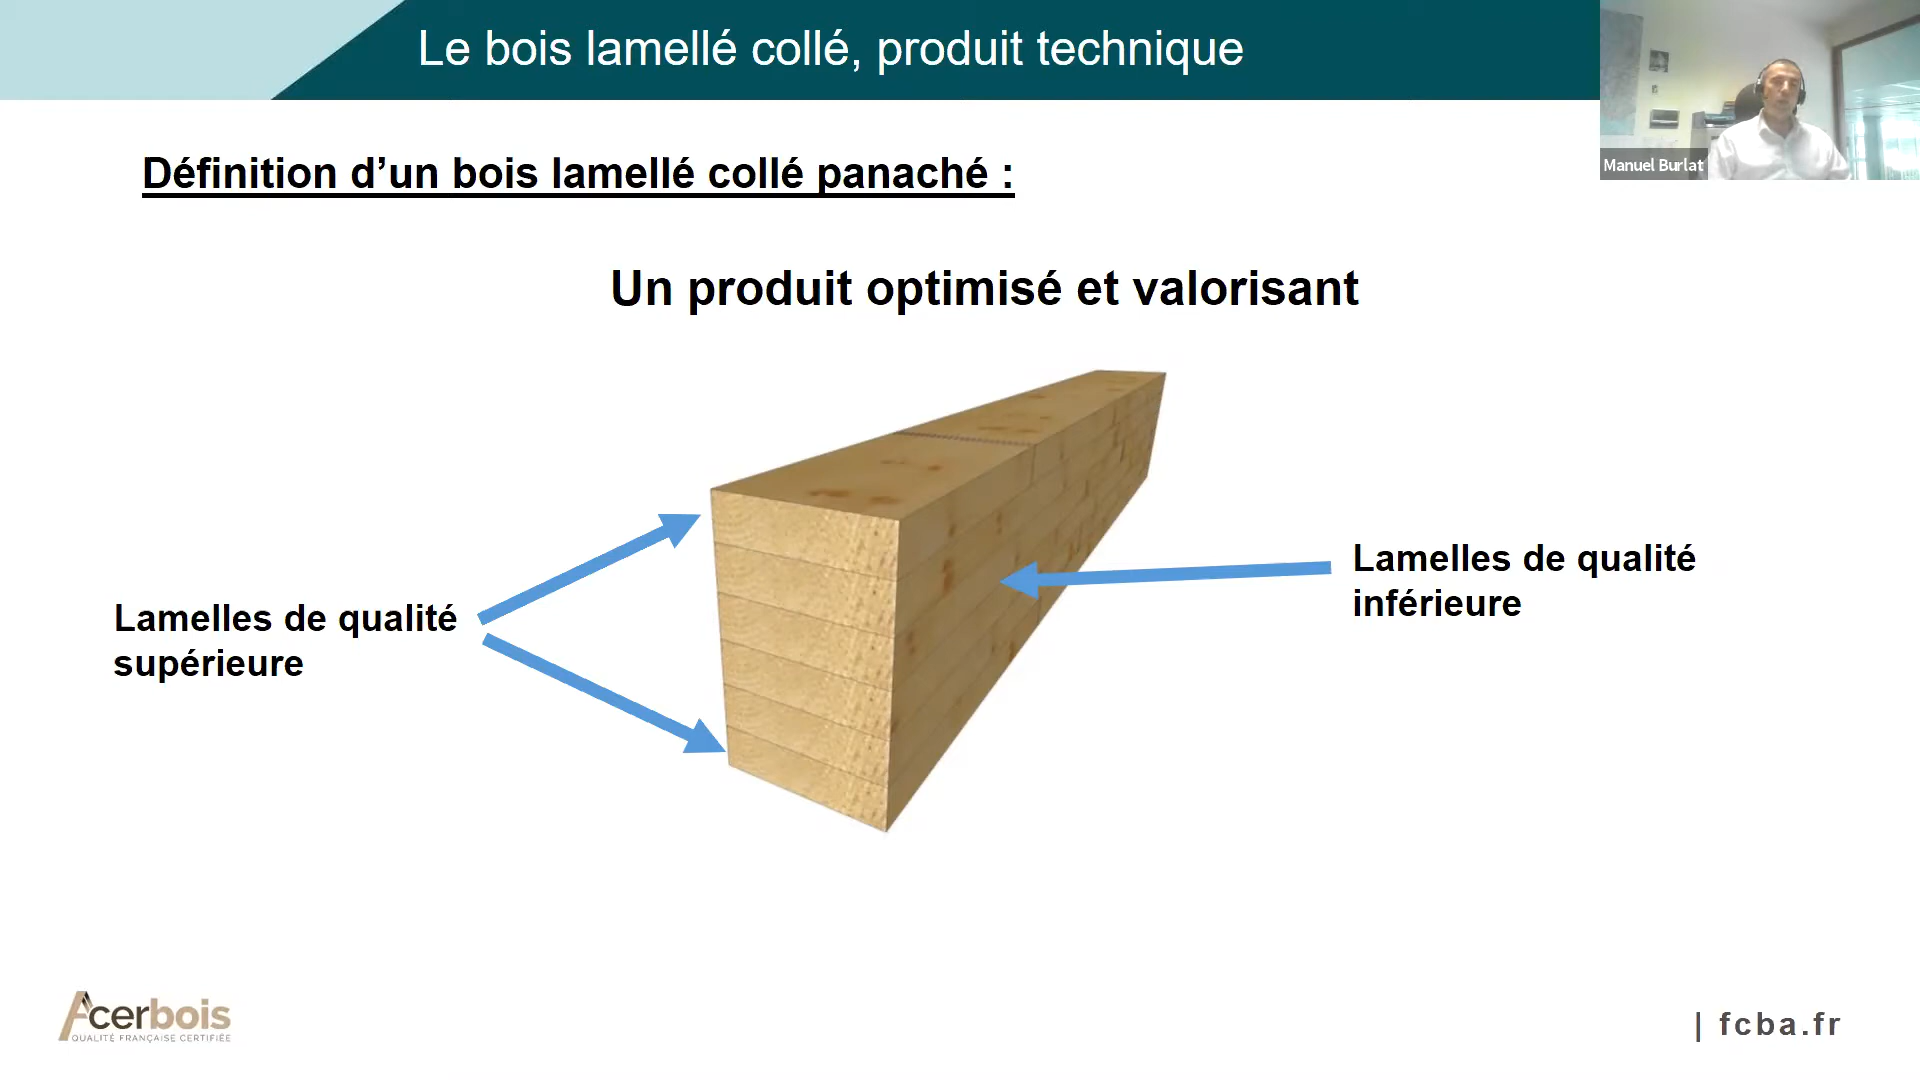 Le bois lamellé collé, produit technique
Manuel Burlat
Définition d’un bois lamellé collé panaché :
Un produit optimisé et valorisant
Lamelles de qualité
supérieure
Lamelles de qualité
inférieure
Acerbois
QUALITÉ FRANÇAISE CERTIFIÉE
| fcba.fr